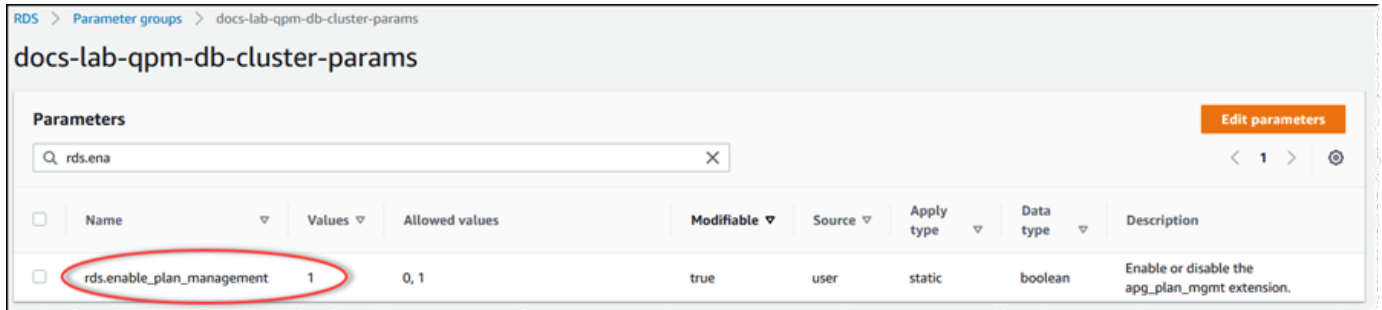 RDS > Parameter groups > docs-lab-qpm-db-cluster-params
docs-lab-qpm-db-cluster-params
Parameters
Edit parameters
rds.ena
< 1 >
Name Values Allowed values Modifiable Source Apply type Data type Description
rds.enable_plan_management 1 0, 1 true user static boolean Enable or disable the
apg_plan_mgmt extension.